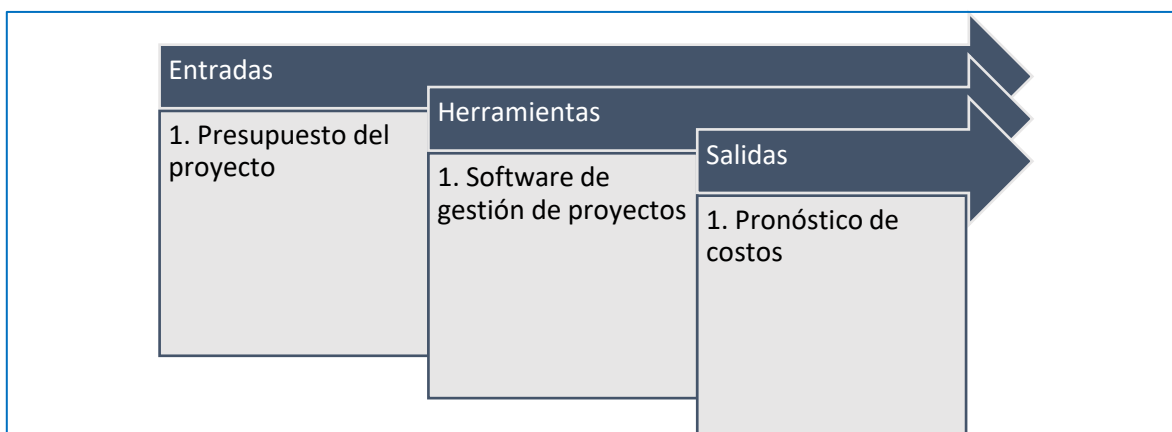 Entradas
1. Presupuesto del
proyecto
Herramientas
1. Software de
gestión de proyectos
Salidas
1. Pronóstico de
costos